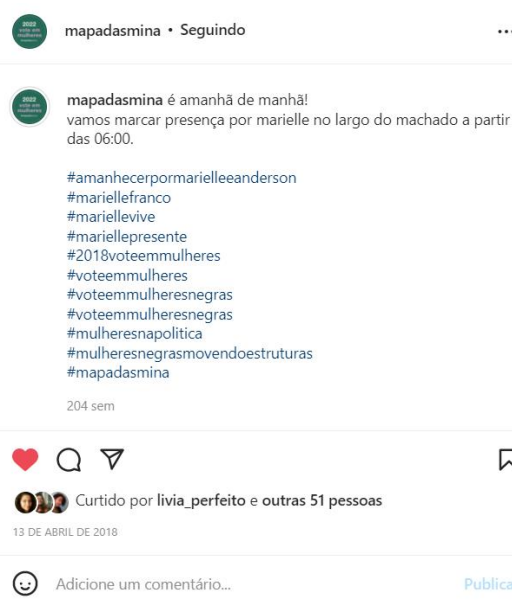 mapadasmina • Seguindo
mapadasmina é amanhã de manhã!
vamos marcar presença por marielle no largo do machado a partir
das 06:00.
#amanhecerpormarielleeanderson
#mariellefranco
#mariellevive
#mariellepresente
#2018voteemmulheres
#voteemmulheres
#voteemmulheresnegras
#voteemmulheresnegras
#mulheresnapolitica
#mulheresnegrasmovendoestruturas
#mapadasmina
204 sem
Curtido por livia_perfeito e outras 51 pessoas
13 DE ABRIL DE 2018
Adicione um comentário...
Publica